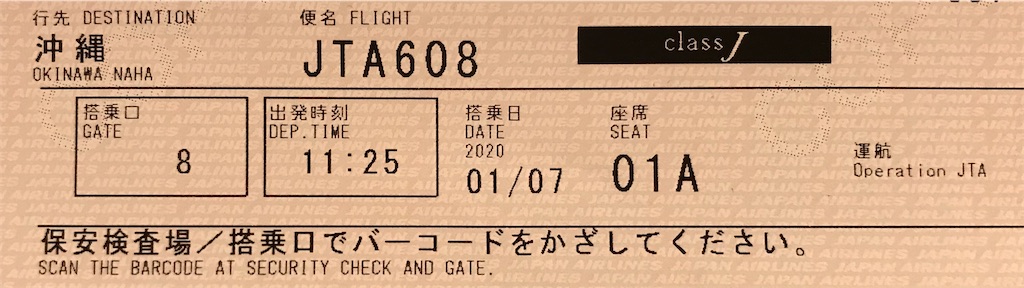 行先 DESTINATION
便名 FLIGHT
沖縄
JTA608
class J
OKINAWA NAHA
搭乗口
GATE
8
出発時刻
DEP.TIME
11:25
搭乗日
DATE
2020
01/07
座席
SEAT
01A
運航
Operation JTA
保安検査場／搭乗口でバーコードをかざしてください。
SCAN THE BARCODE AT SECURITY CHECK AND GATE.
JAPAN AIRLINES